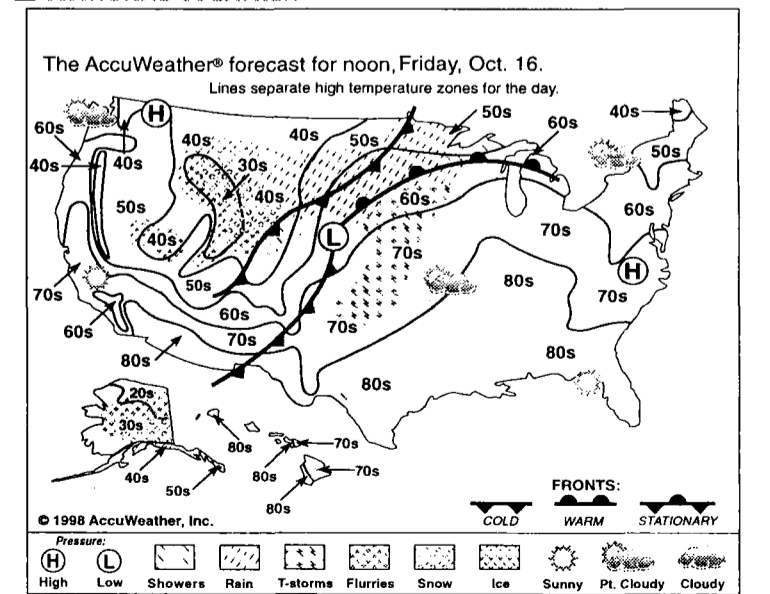 The AccuWeather® forecast for noon, Friday, Oct. 16.
Lines separate high temperature zones for the day.
50s
40s
60s
H
60s
40s
40s
50s
40s
40s
50s
40s
30s
40s
50s
60s
60s
70s
50s
40s
L
70s
H
80s
70s
70s
50s
60s
70s
60s
70s
80s
80s
80s
20s
30s
40s
50s
80s
80s
70s
70s
80s
FRONTS:
COLD WARM STATIONARY
© 1998 AccuWeather, Inc.
Pressure:
H L
High Low Showers Rain T-storms Flurries Snow Ice Sunny Pt. Cloudy Cloudy